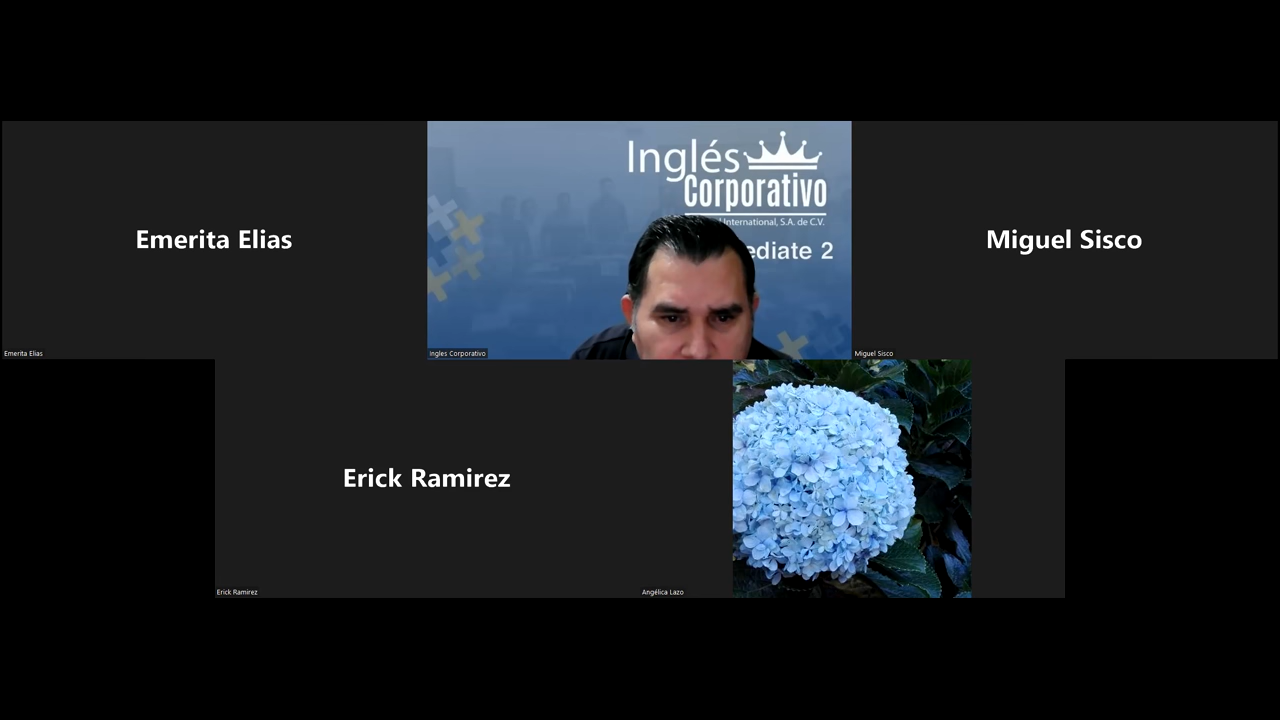 Emerita Elias
Emerita Elias
Inglés
Corporativo
International, S.A. de C.V.
ediate 2
Ingles Corporativo
Miguel Sisco
Miguel Sisco
Erick Ramirez
Erick Ramirez
Angélica Lazo